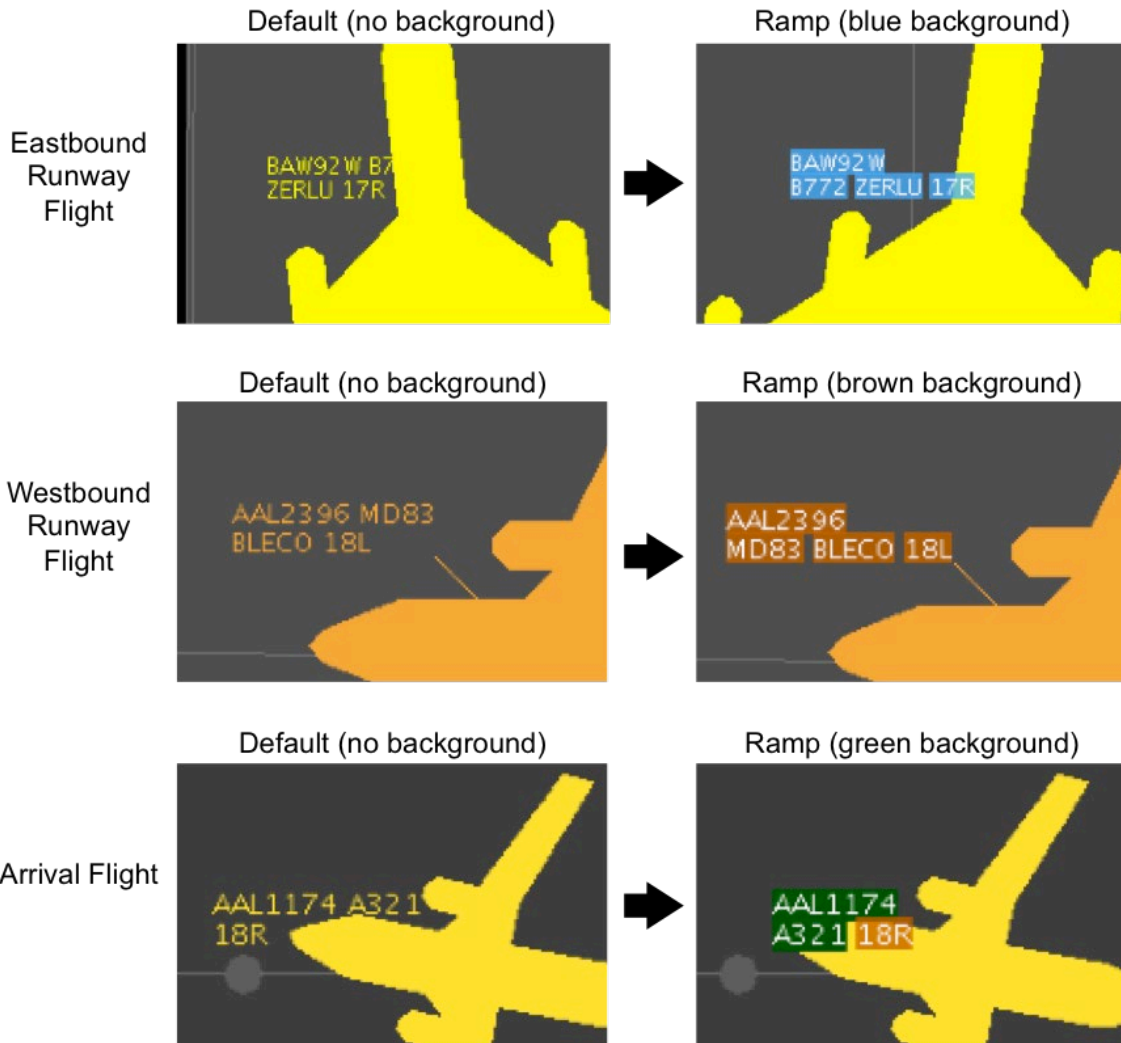 Default (no background)
Ramp (blue background)
Eastbound
Runway
Flight
BAW92W B7
ZERLU 17R
BAW92W
B772 ZERLU 17R
Default (no background)
Ramp (brown background)
Westbound
Runway
Flight
AAL2396 MD83
BLECO 18L
AAL2396
MD83 BLECO 18L
Default (no background)
Ramp (green background)
Arrival Flight
AAL1174 A321
18R
AAL1174
A321 18R